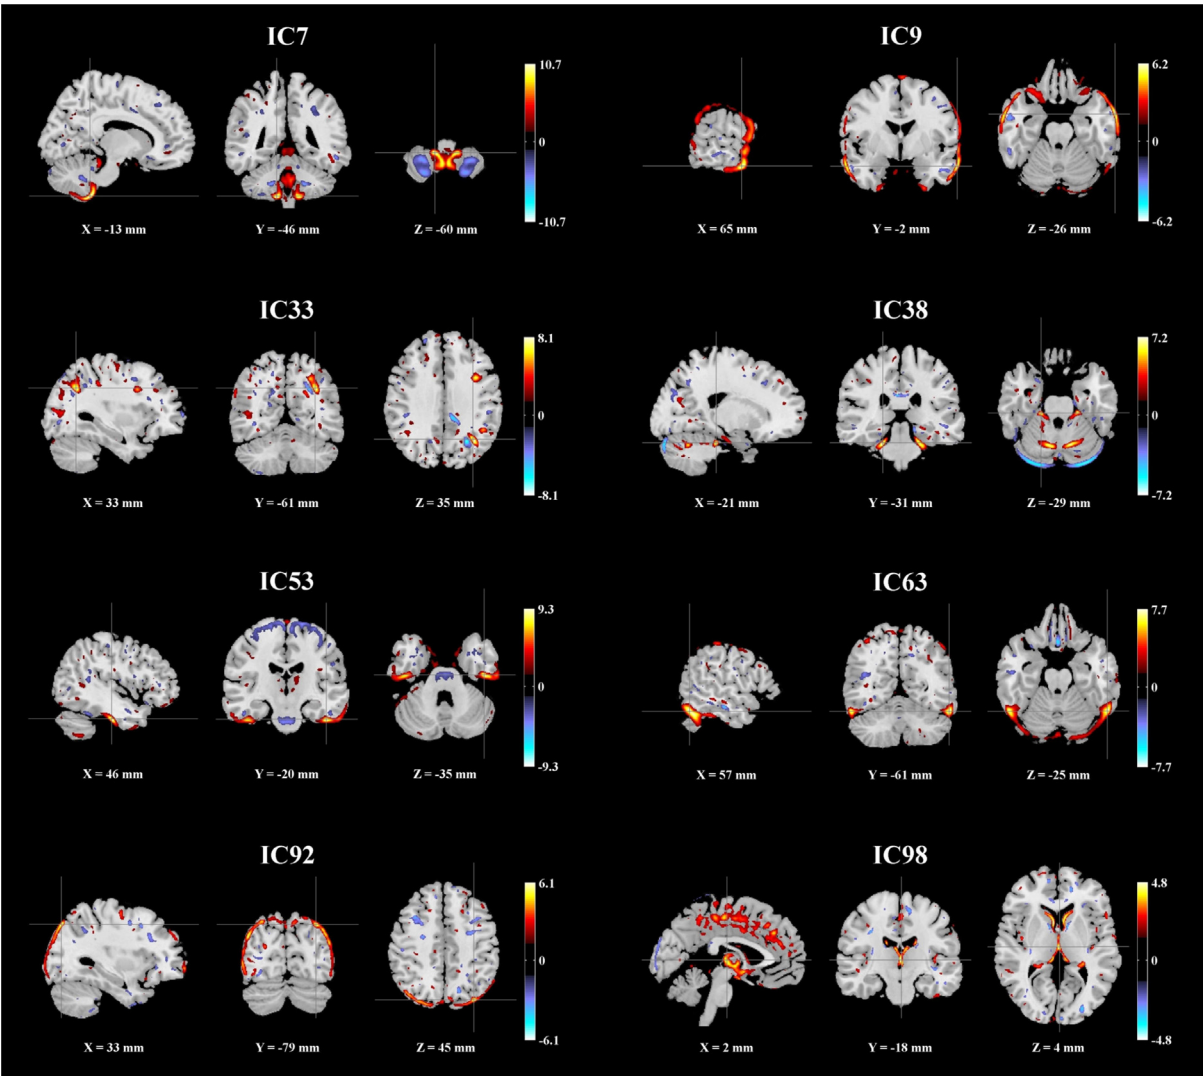 IC7
10.7
0
-10.7
X = -13 mm
Y = -46 mm
Z = -60 mm
IC9
6.2
0
-6.2
X = 65 mm
Y = -2 mm
Z = -26 mm
IC33
8.1
0
-8.1
X = 33 mm
Y = -61 mm
Z = 35 mm
IC38
7.2
0
-7.2
X = -21 mm
Y = -31 mm
Z = -29 mm
IC53
9.3
0
-9.3
X = 46 mm
Y = -20 mm
Z = -35 mm
IC63
7.7
0
-7.7
X = 57 mm
Y = -61 mm
Z = -25 mm
IC92
6.1
0
-6.1
X = 33 mm
Y = -79 mm
Z = 45 mm
IC98
4.8
0
-4.8
X = 2 mm
Y = -18 mm
Z = 4 mm